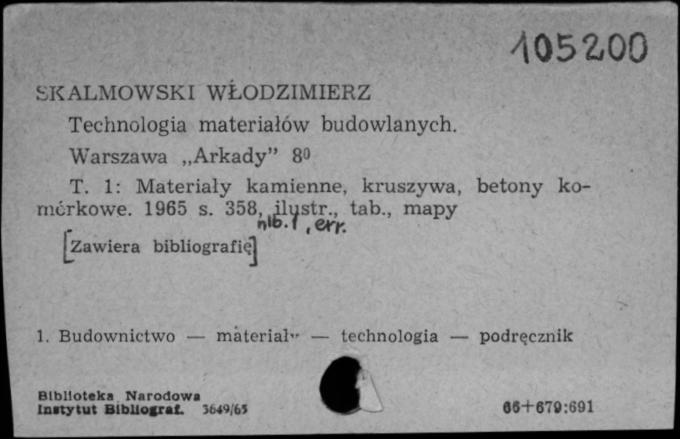 105200
SKALMOWSKI WŁODZIMIERZ
Technologia materiałów budowlanych.
Warszawa „Arkady” 8⁰
T. 1: Materiały kamienne, kruszywa, betony ko-
mórkowe. 1965 s. 358, ilustr., tab., mapy
nlb. 1, err.
[Zawiera bibliografię]
1. Budownictwo — materiały — technologia — podręcznik
Biblioteka Narodowa
Instytut Bibliograf. 3649/65
66+679:691